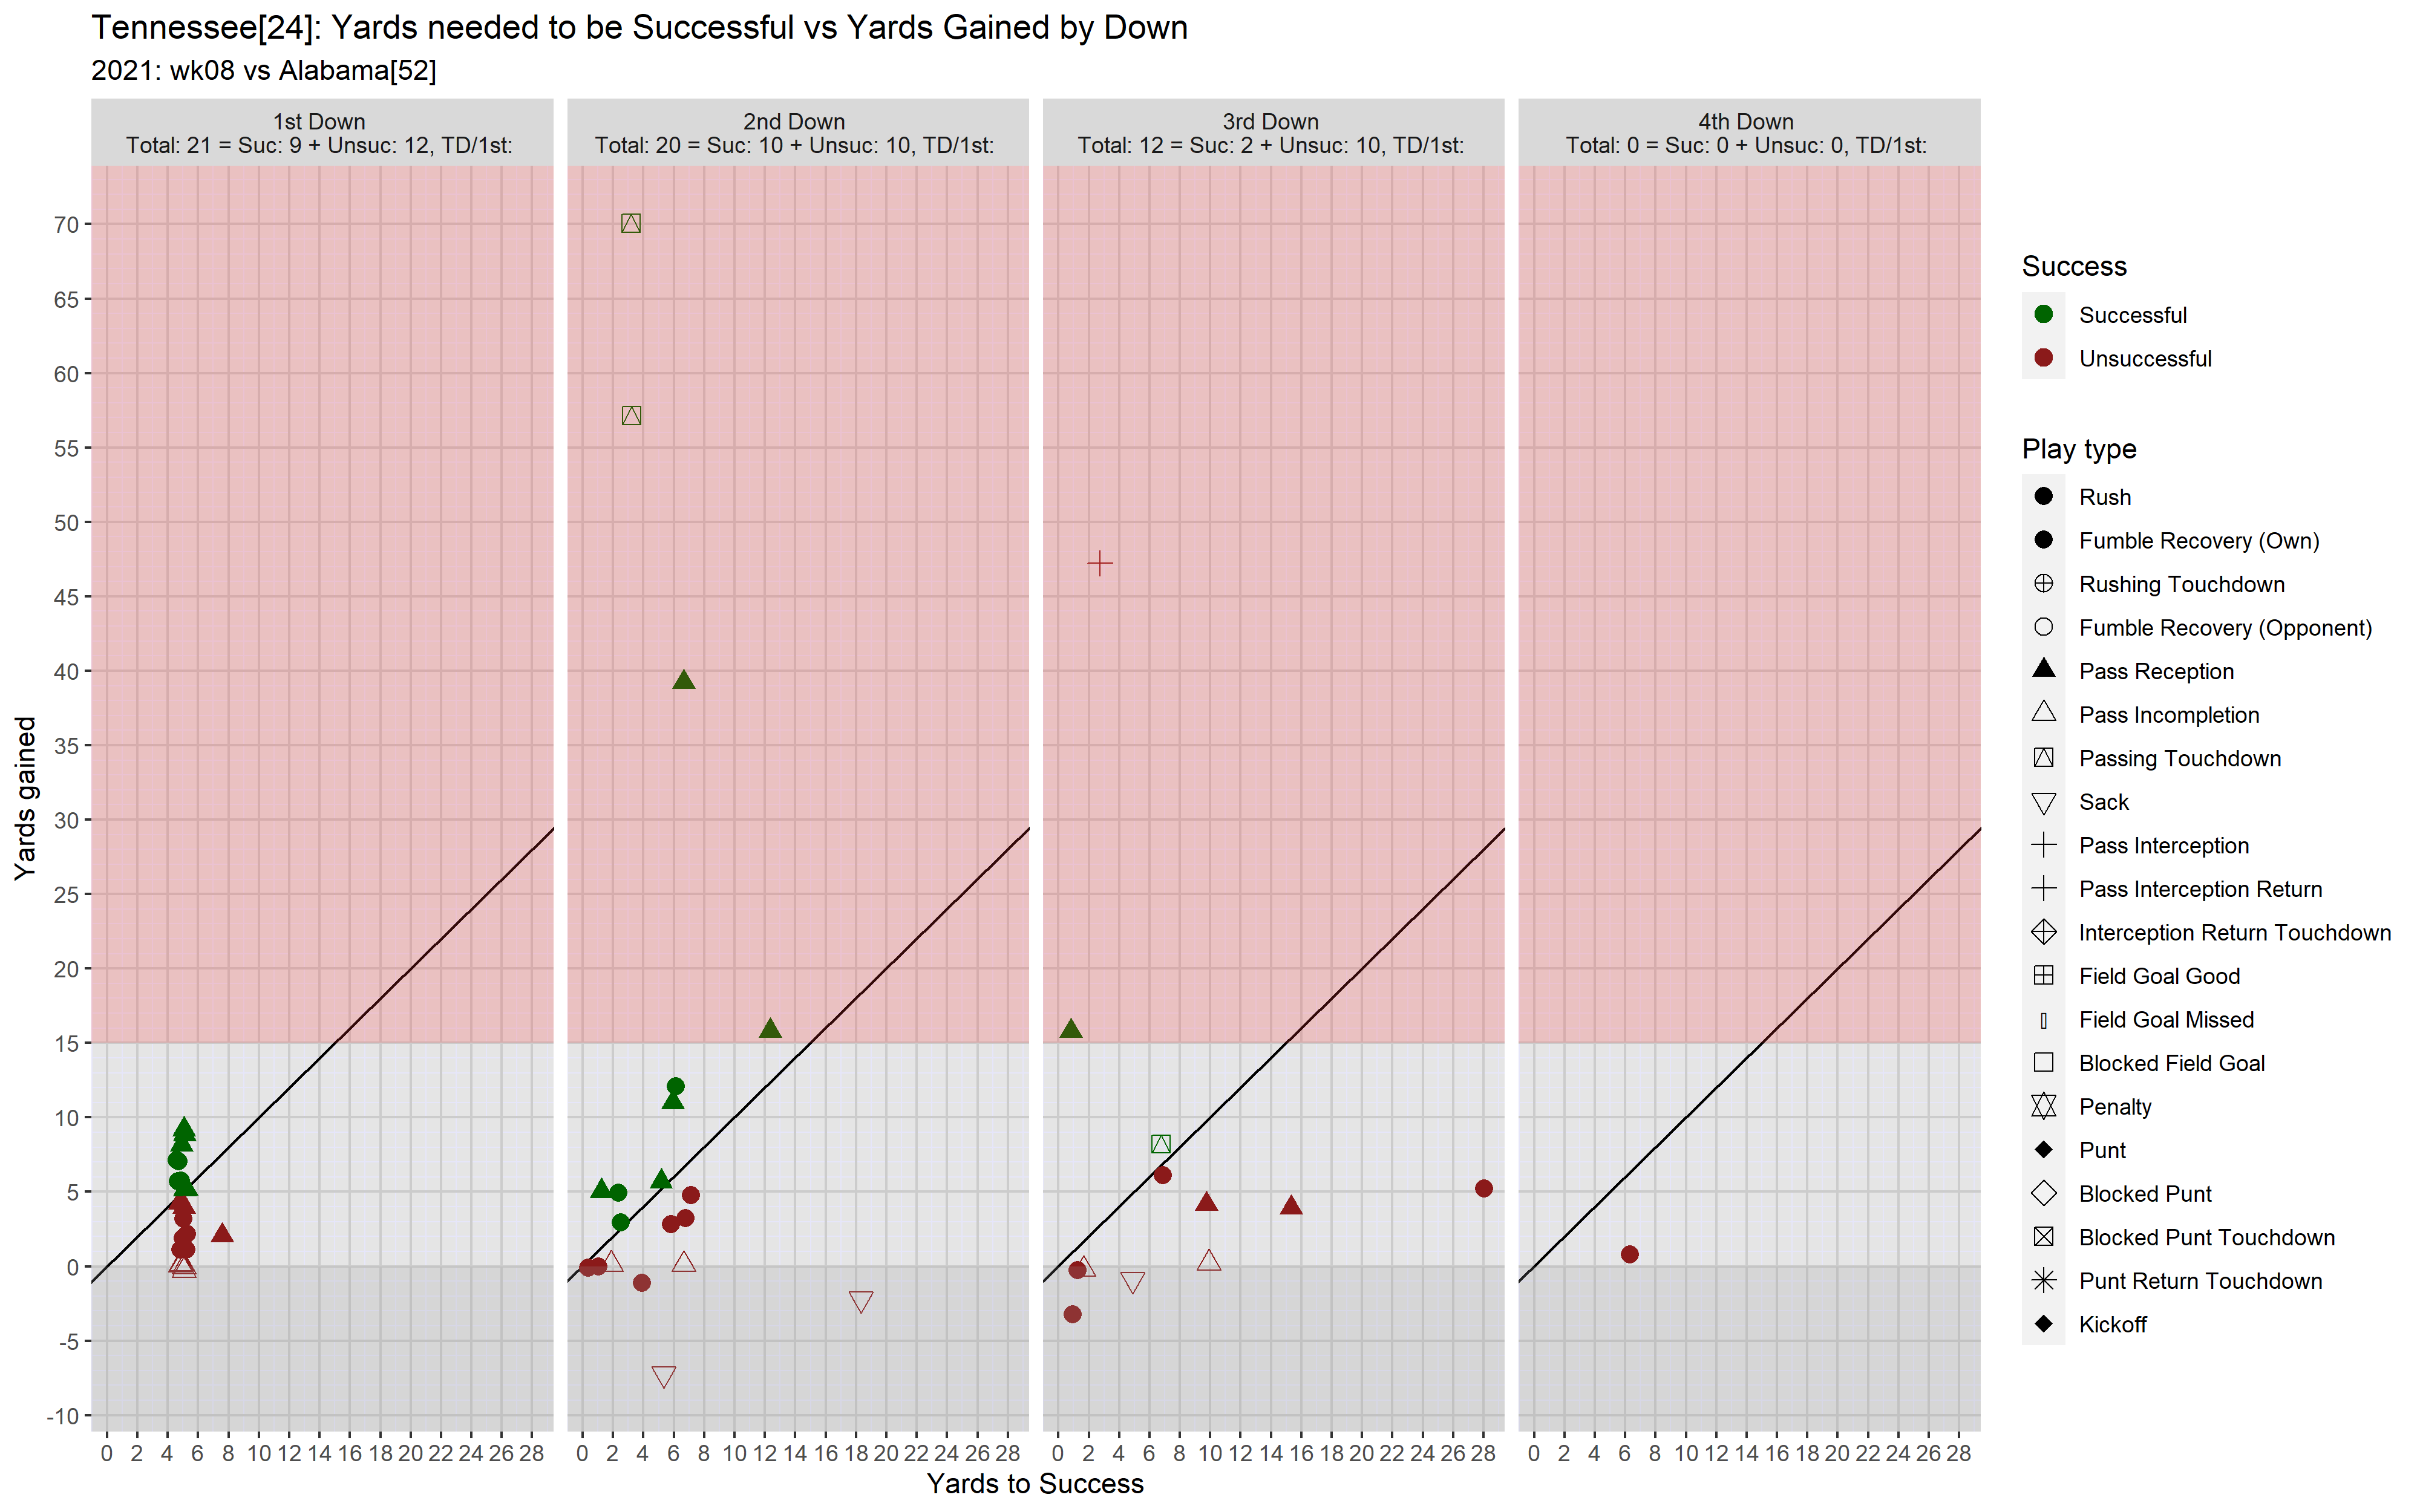 Tennessee[24]: Yards needed to be Successful vs Yards Gained by Down
2021: wk08 vs Alabama[52]
1st Down
Total: 21 = Suc: 9 + Unsuc: 12, TD/1st:
2nd Down
Total: 20 = Suc: 10 + Unsuc: 10, TD/1st:
3rd Down
Total: 12 = Suc: 2 + Unsuc: 10, TD/1st:
4th Down
Total: 0 = Suc: 0 + Unsuc: 0, TD/1st:
Yards gained
70
65
60
55
50
45
40
35
30
25
20
15
10
5
0
-5
-10
0 2 4 6 8 10 12 14 16 18 20 22 24 26 28
0 2 4 6 8 10 12 14 16 18 20 22 24 26 28
0 2 4 6 8 10 12 14 16 18 20 22 24 26 28
0 2 4 6 8 10 12 14 16 18 20 22 24 26 28
Yards to Success
Success
Successful
Unsuccessful
Play type
Rush
Fumble Recovery (Own)
Rushing Touchdown
Fumble Recovery (Opponent)
Pass Reception
Pass Incompletion
Passing Touchdown
Sack
Pass Interception
Pass Interception Return
Interception Return Touchdown
Field Goal Good
Field Goal Missed
Blocked Field Goal
Penalty
Punt
Blocked Punt
Blocked Punt Touchdown
Punt Return Touchdown
Kickoff